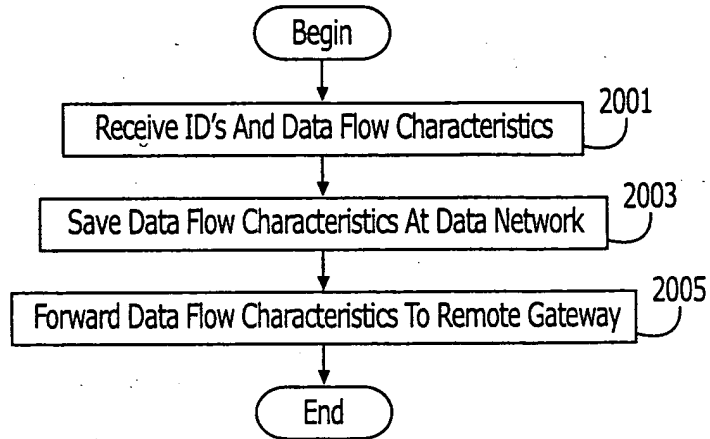 Begin
2001
Receive ID's And Data Flow Characteristics
2003
Save Data Flow Characteristics At Data Network
2005
Forward Data Flow Characteristics To Remote Gateway
End